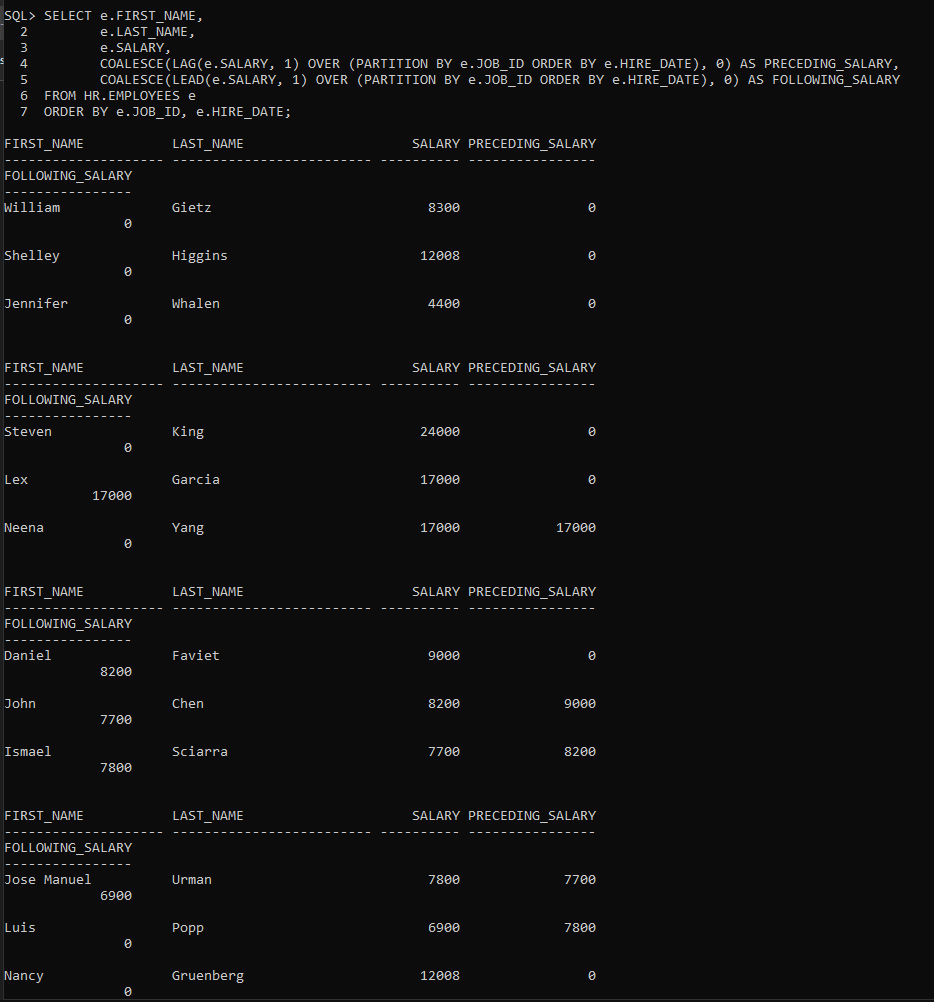 SQL> SELECT e.FIRST_NAME,
  2         e.LAST_NAME,
  3         e.SALARY,
  4         COALESCE(LAG(e.SALARY, 1) OVER (PARTITION BY e.JOB_ID ORDER BY e.HIRE_DATE), 0) AS PRECEDING_SALARY,
  5         COALESCE(LEAD(e.SALARY, 1) OVER (PARTITION BY e.JOB_ID ORDER BY e.HIRE_DATE), 0) AS FOLLOWING_SALARY
  6  FROM HR.EMPLOYEES e
  7  ORDER BY e.JOB_ID, e.HIRE_DATE;
FIRST_NAME           LAST_NAME                     SALARY PRECEDING_SALARY
-------------------- ------------------------- ---------- ----------------
FOLLOWING_SALARY
----------------
William              Gietz                           8300                0
               0
Shelley              Higgins                        12008                0
               0
Jennifer             Whalen                          4400                0
               0
FIRST_NAME           LAST_NAME                     SALARY PRECEDING_SALARY
-------------------- ------------------------- ---------- ----------------
FOLLOWING_SALARY
----------------
Steven               King                           24000                0
               0
Lex                  Garcia                         17000                0
           17000
Neena                Yang                           17000            17000
               0
FIRST_NAME           LAST_NAME                     SALARY PRECEDING_SALARY
-------------------- ------------------------- ---------- ----------------
FOLLOWING_SALARY
----------------
Daniel               Faviet                          9000                0
            8200
John                 Chen                            8200             9000
            7700
Ismael               Sciarra                         7700             8200
            7800
FIRST_NAME           LAST_NAME                     SALARY PRECEDING_SALARY
-------------------- ------------------------- ---------- ----------------
FOLLOWING_SALARY
----------------
Jose Manuel          Urman                           7800             7700
            6900
Luis                 Popp                            6900             7800
               0
Nancy                Gruenberg                      12008                0
               0